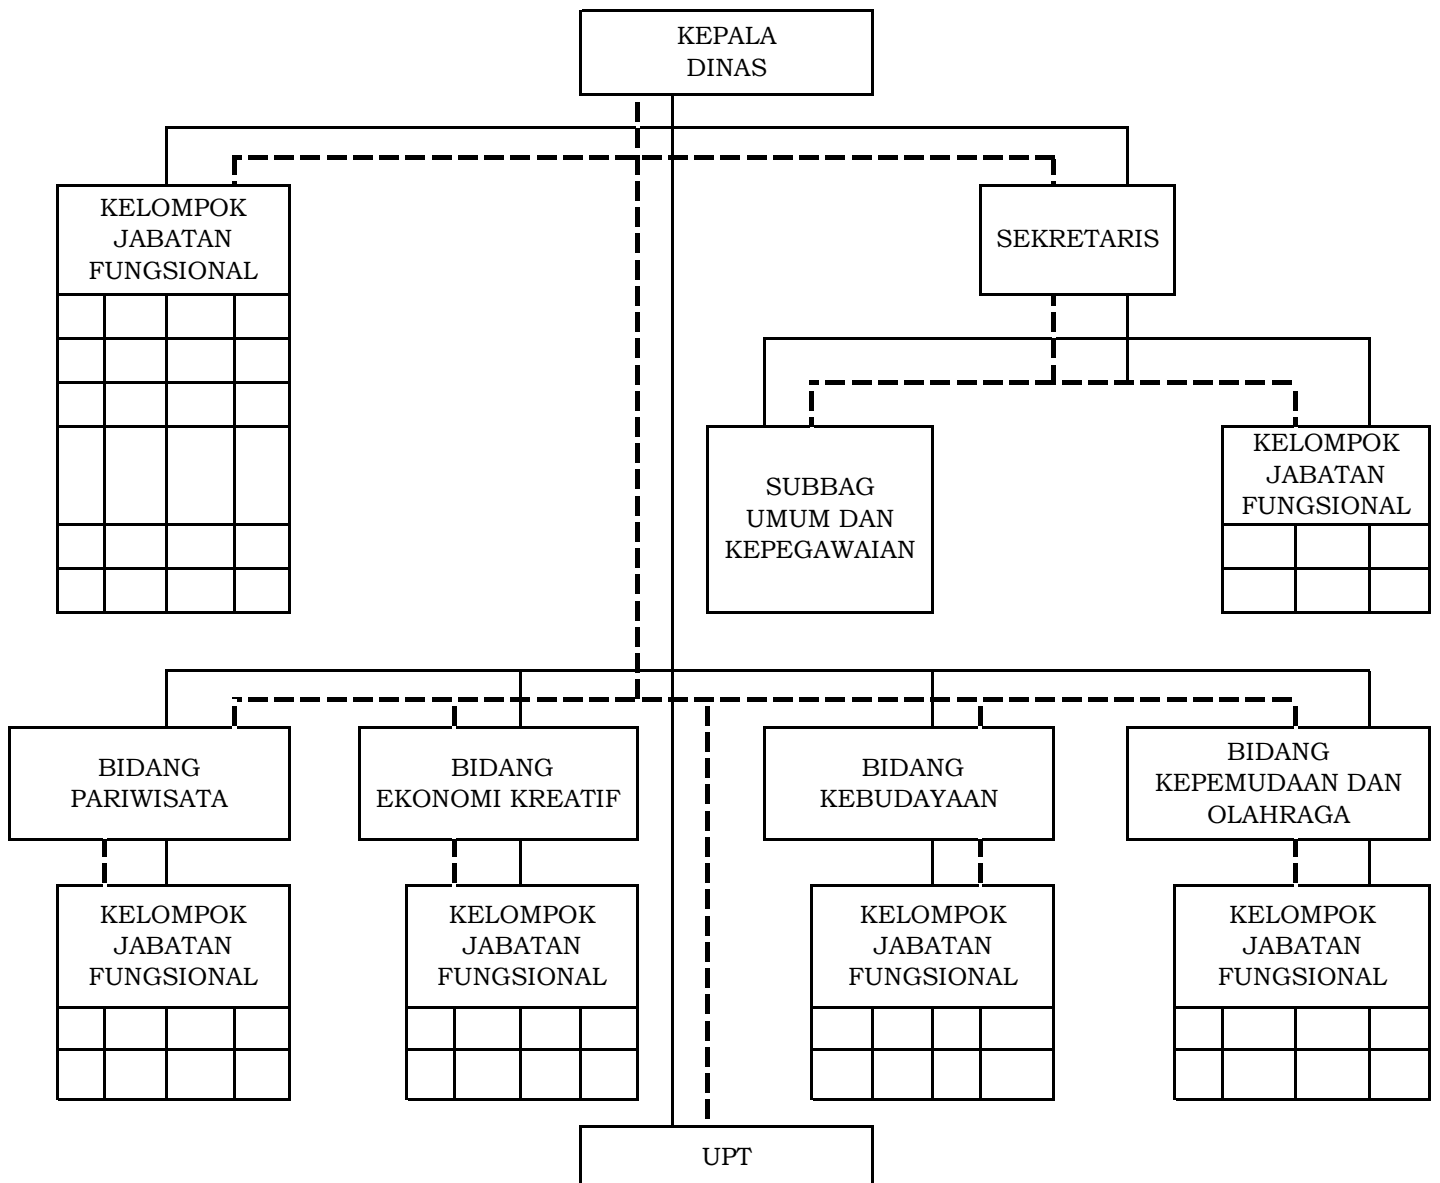 KEPALA
DINAS
KELOMPOK
JABATAN
FUNGSIONAL
SEKRETARIS
SUBBAG
UMUM DAN
KEPEGAWAIAN
KELOMPOK
JABATAN
FUNGSIONAL
BIDANG
PARIWISATA
BIDANG
EKONOMI KREATIF
BIDANG
KEBUDAYAAN
BIDANG
KEPEMUDAAN DAN
OLAHRAGA
KELOMPOK
JABATAN
FUNGSIONAL
KELOMPOK
JABATAN
FUNGSIONAL
KELOMPOK
JABATAN
FUNGSIONAL
KELOMPOK
JABATAN
FUNGSIONAL
UPT